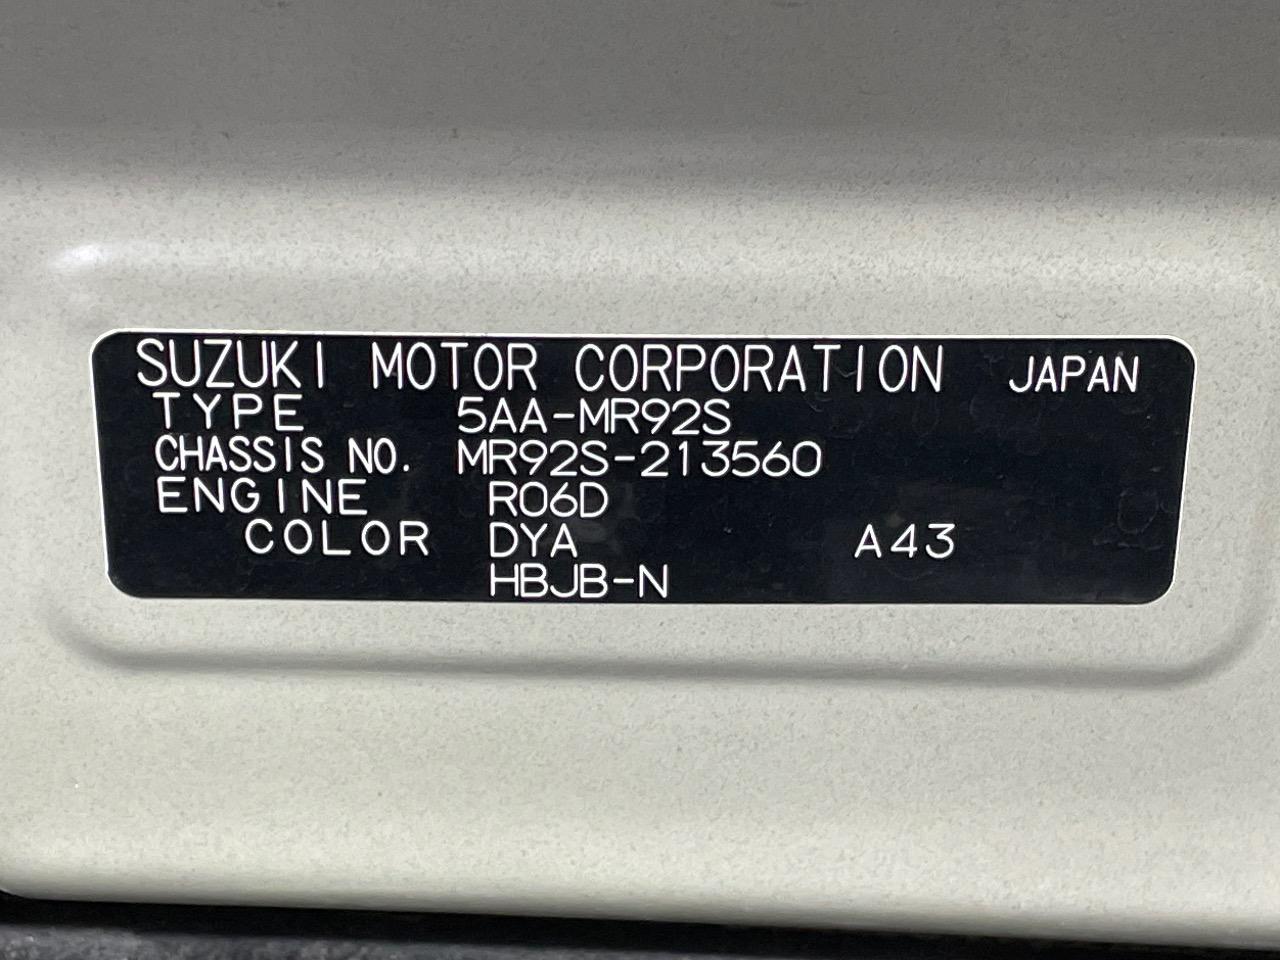 SUZUKI MOTOR CORPORATION JAPAN
TYPE 5AA-MR92S
CHASSIS NO. MR92S-213560
ENGINE R06D
COLOR DYA A43
HBJB-N